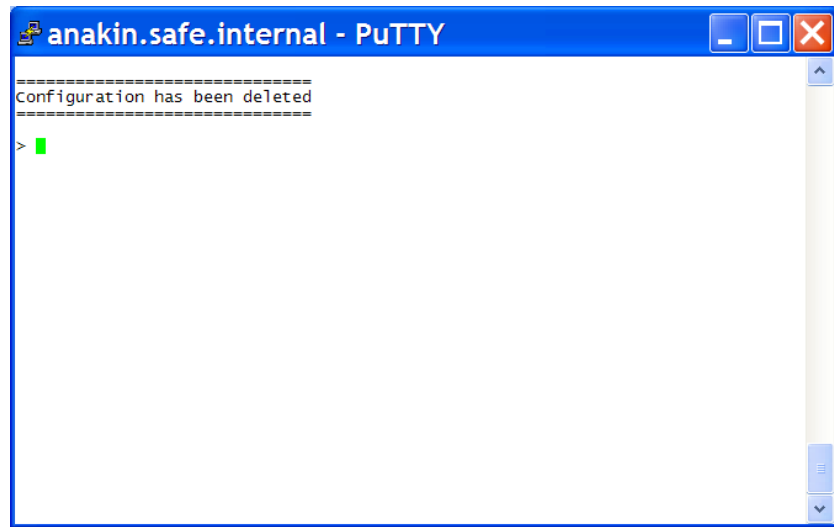 anakin.safe.internal - PuTTY
==============================
Configuration has been deleted
==============================
>